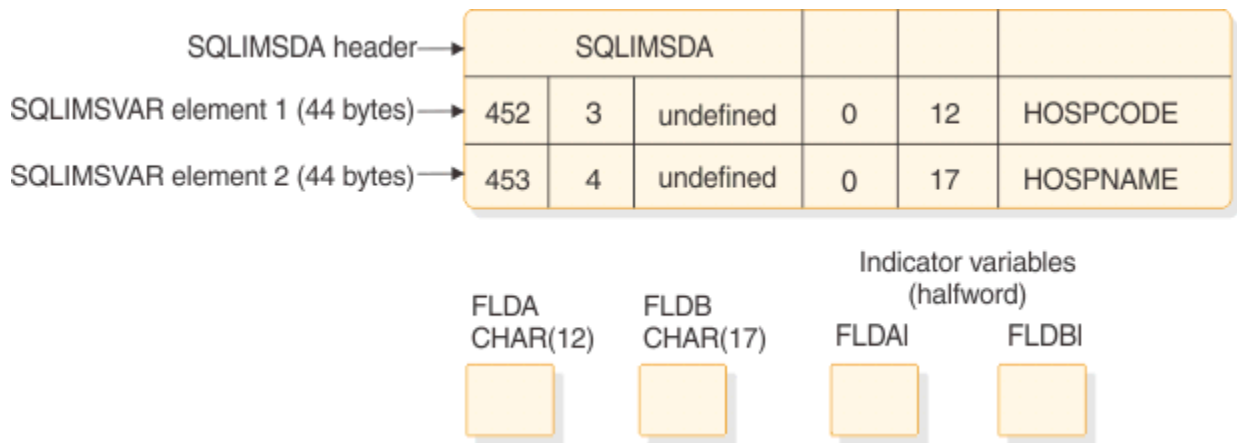 SQLIMSDA header
SQLIMSDA
SQLIMSVAR element 1 (44 bytes)
452 3 undefined 0 12 HOSPCODE
SQLIMSVAR element 2 (44 bytes)
453 4 undefined 0 17 HOSPNAME
Indicator variables
(halfword)
FLDA
CHAR(12)
FLDB
CHAR(17)
FLDAI
FLDBI